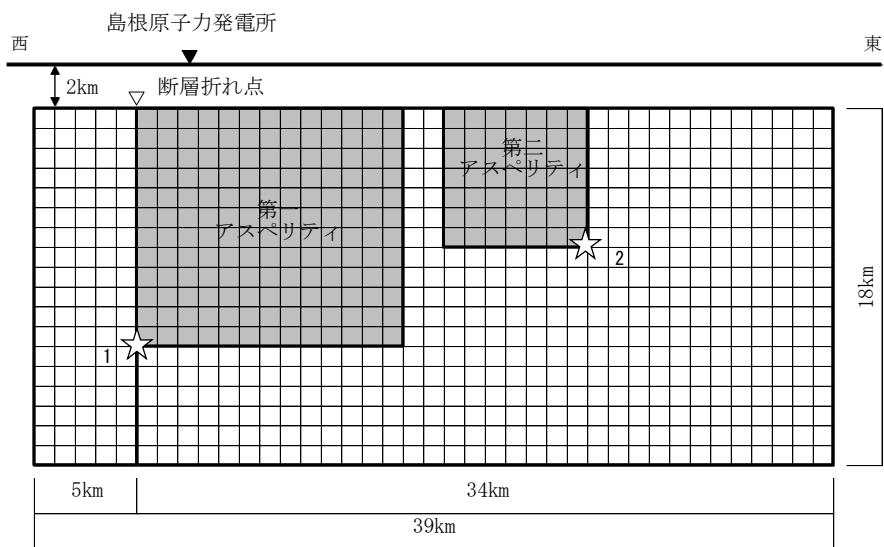 島根原子力発電所
西
東
2km
断層折れ点
第二
アスペリティ
第一
アスペリティ
2
1
18km
5km
34km
39km